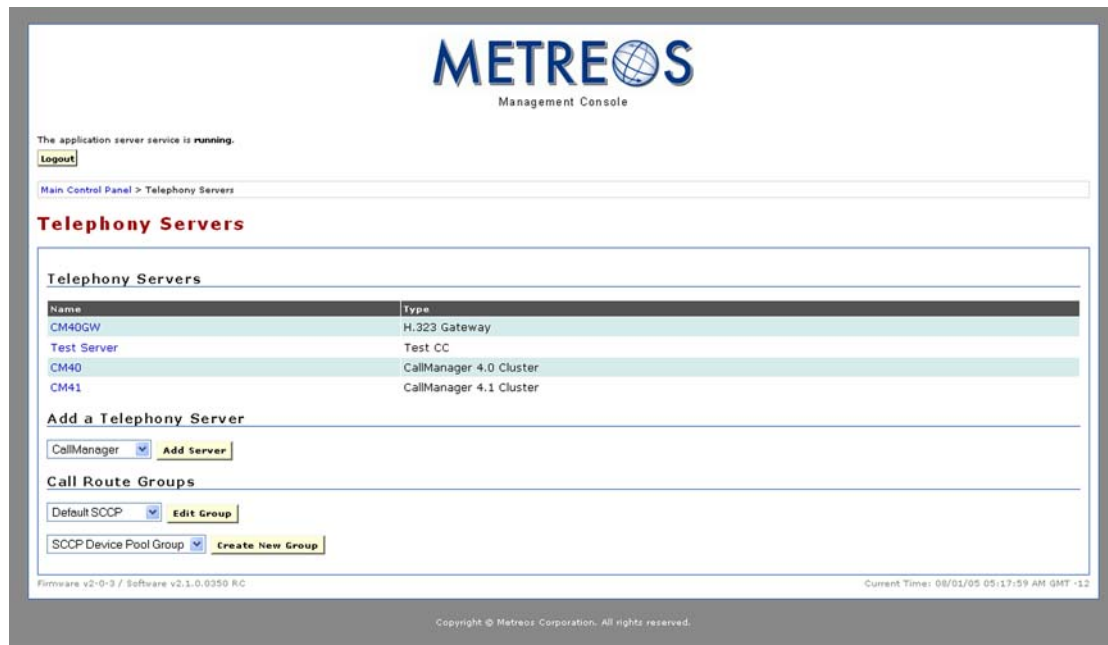 METREOS
Management Console
The application server service is running.
Logout
Main Control Panel > Telephony Servers
Telephony Servers
Telephony Servers
Name Type
CM40GW H.323 Gateway
Test Server Test CC
CM40 CallManager 4.0 Cluster
CM41 CallManager 4.1 Cluster
Add a Telephony Server
CallManager Add Server
Call Route Groups
Default SCCP Edit Group
SCCP Device Pool Group Create New Group
Firmware v2-0-3 / Software v2.1.0.0350 RC Current Time: 08/01/05 05:17:59 AM GMT -12
Copyright © Metreos Corporation. All rights reserved.